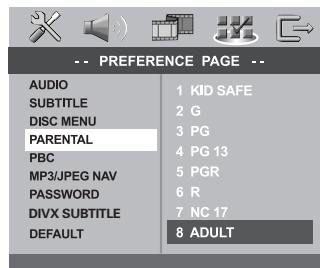 -- PREFERENCE PAGE --
AUDIO
SUBTITLE
DISC MENU
PARENTAL
PBC
MP3/JPEG NAV
PASSWORD
DIVX SUBTITLE
DEFAULT
1 KID SAFE
2 G
3 PG
4 PG 13
5 PGR
6 R
7 NC 17
8 ADULT